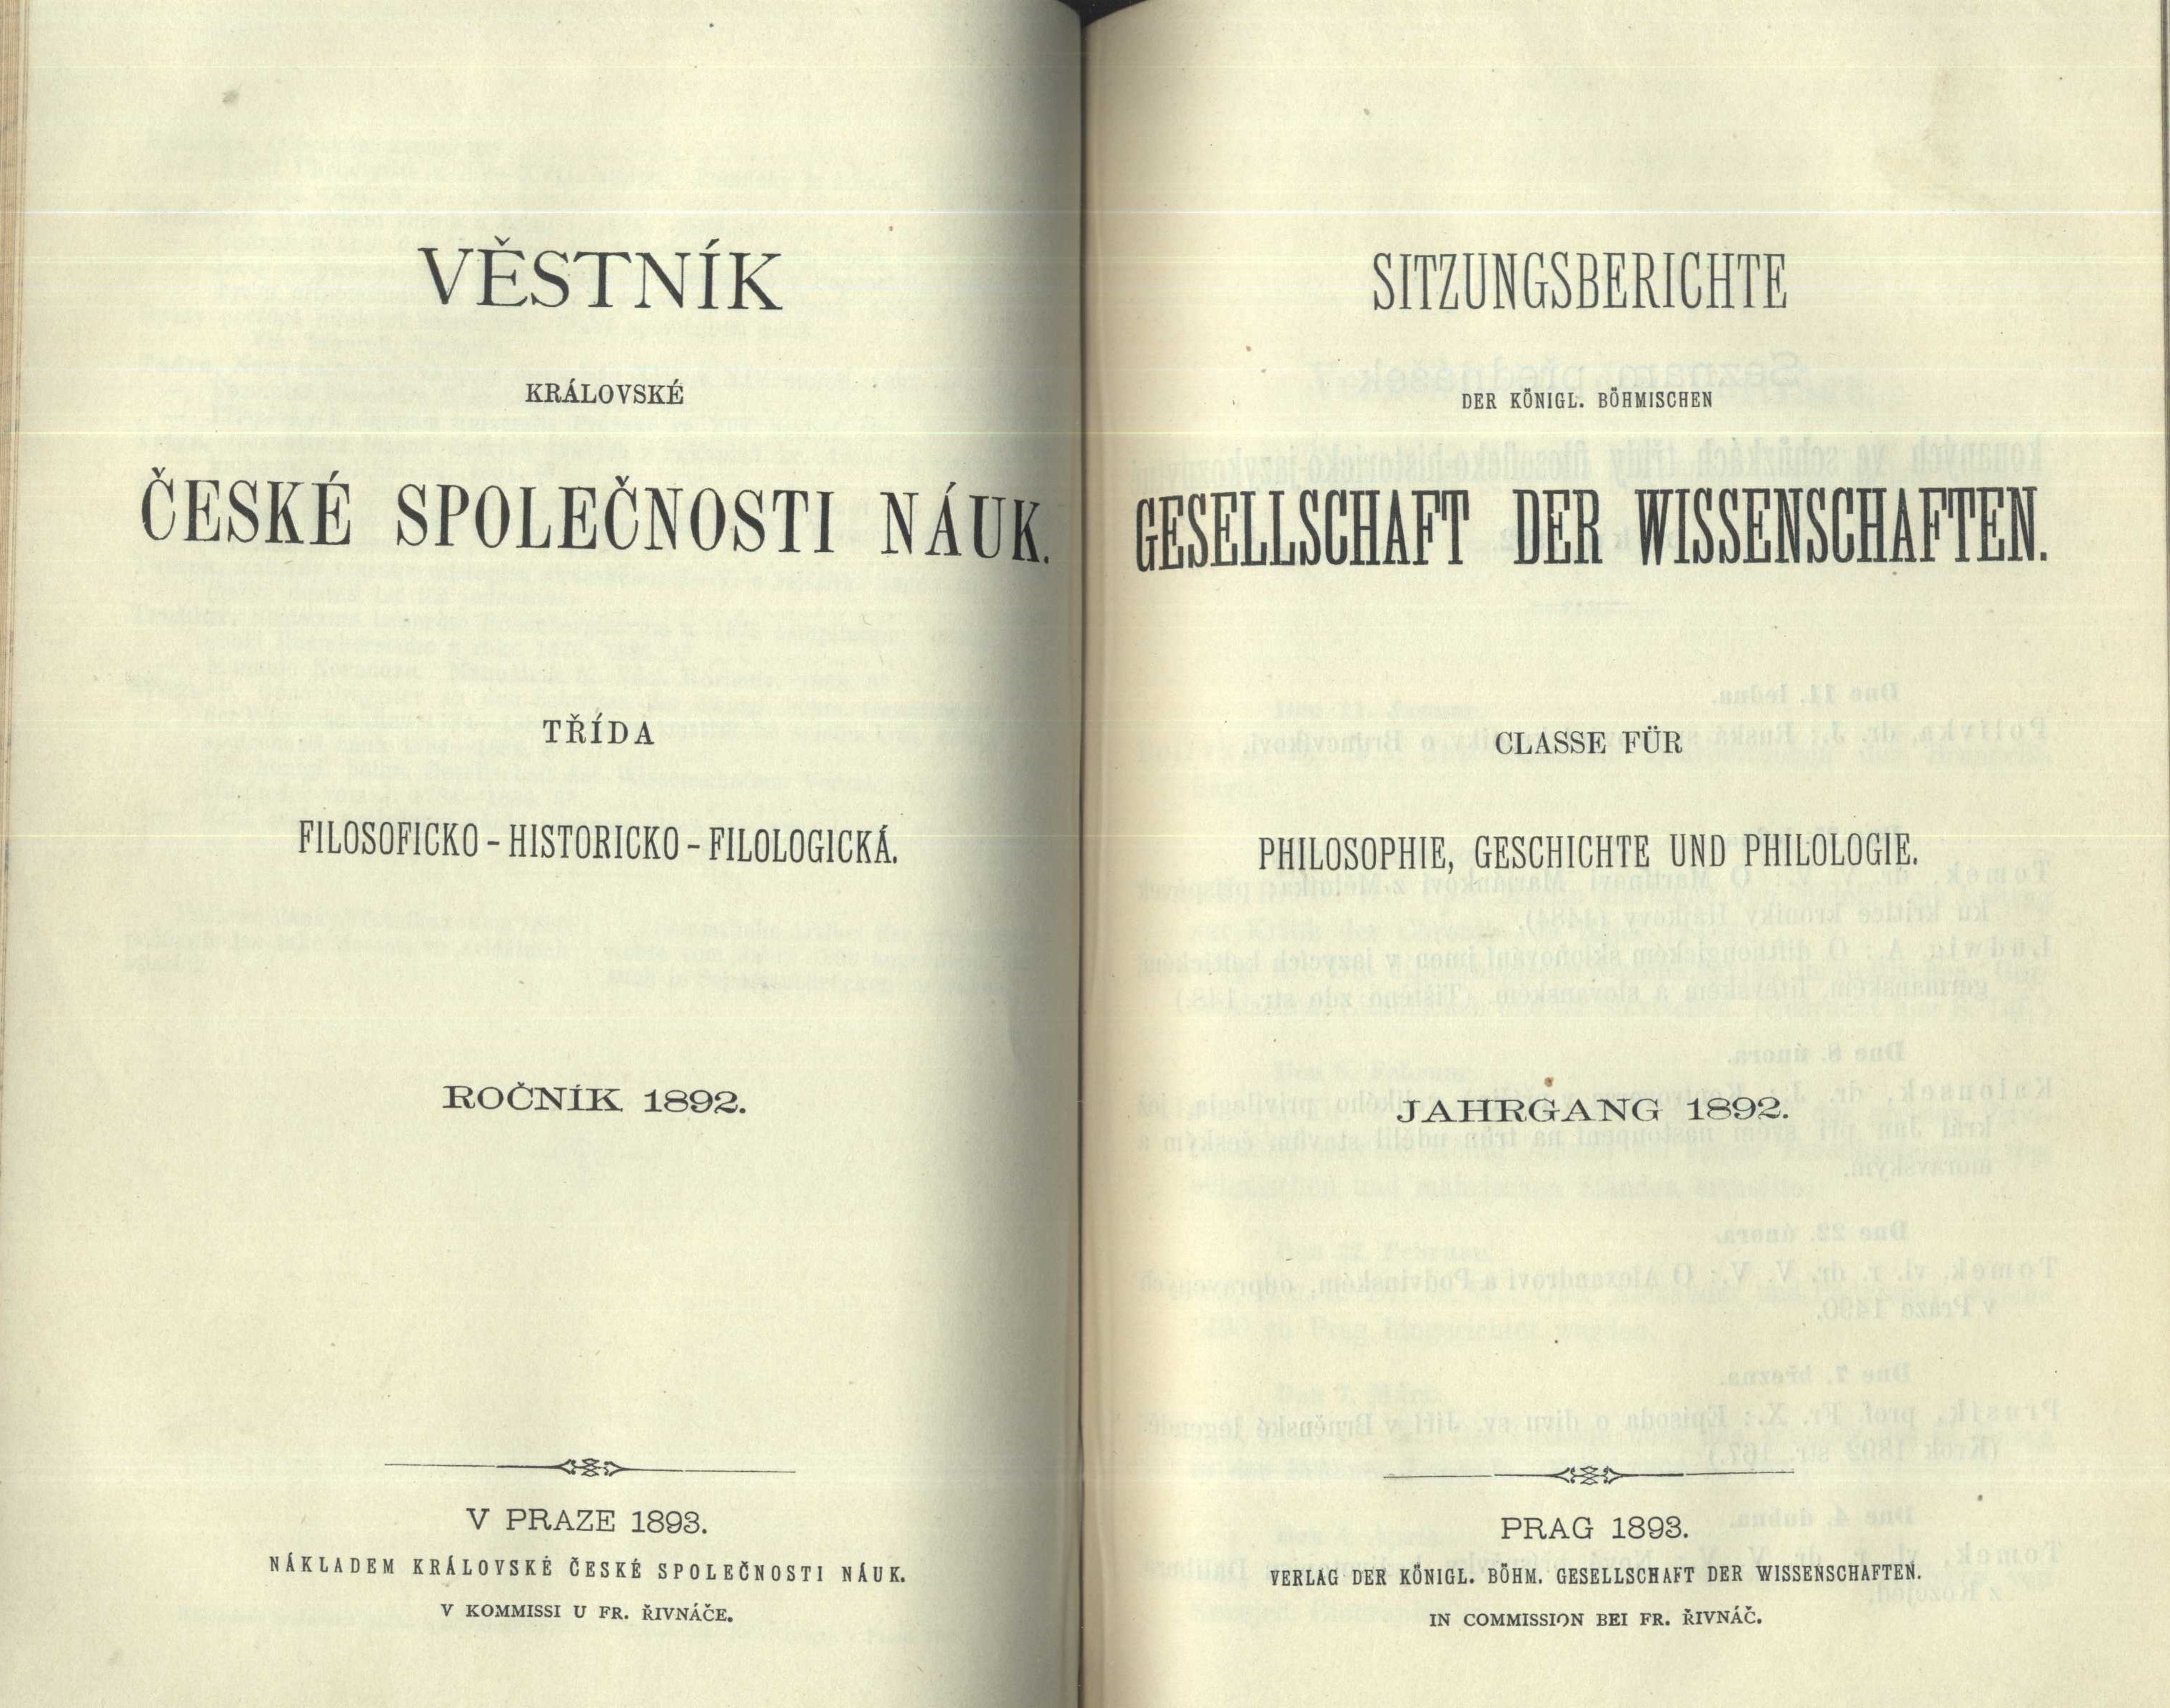 VĚSTNÍK
KRÁLOVSKÉ
ČESKÉ SPOLEČNOSTI NÁUK.
TŘÍDA
FILOSOFICKO-HISTORICKO-FILOLOGICKÁ.
ROČNÍK 1892.
V PRAZE 1893.
NÁKLADEM KRÁLOVSKÉ ČESKÉ SPOLEČNOSTI NÁUK.
V KOMMISSI U FR. ŘIVNÁČE.
SITZUNGSBERICHTE
DER KÖNIGL. BÖHMISCHEN
GESELLSCHAFT DER WISSENSCHAFTEN.
CLASSE FÜR
PHILOSOPHIE, GESCHICHTE UND PHILOLOGIE.
JAHRGANG 1892.
PRAG 1893.
VERLAG DER KÖNIGL. BÖHM. GESELLSCHAFT DER WISSENSCHAFTEN.
IN COMMISSION BEI FR. ŘIVNÁČ.